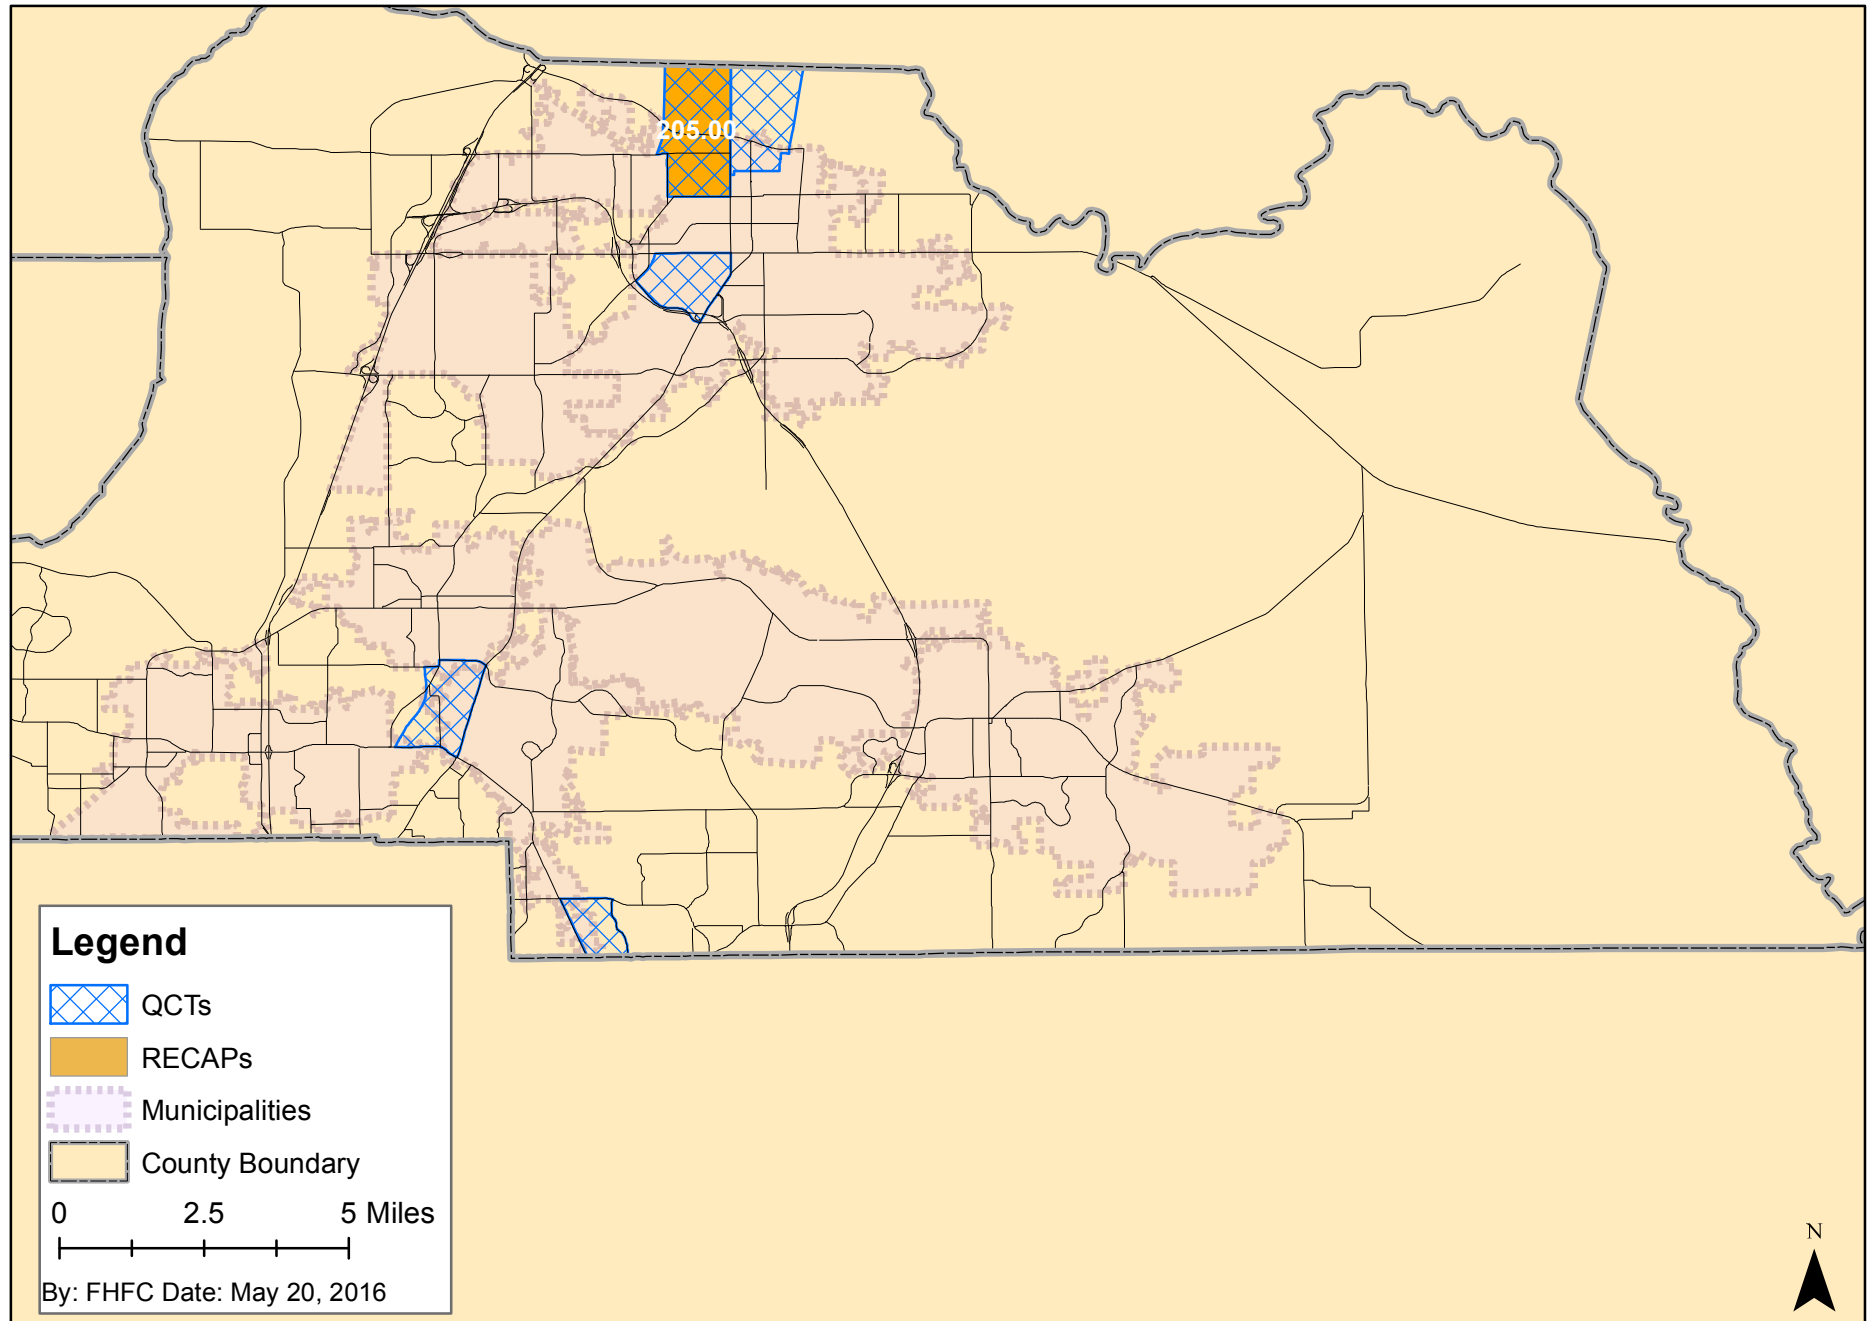 205.00
Legend
QCTs
RECAPs
Municipalities
County Boundary
0 2.5 5 Miles
By: FHFC Date: May 20, 2016
N